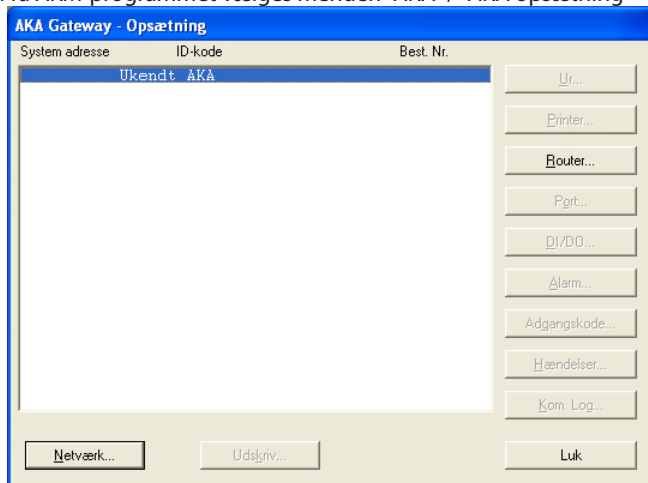 AKA Gateway - Opsætning
System adresse ID-kode Best. Nr.
Ukendt AKA
Ur...
Printer...
Router...
Port...
DI/DO...
Alarm...
Adgangskode...
Hændelser...
Kom. Log...
Netværk... Udskriv... Luk